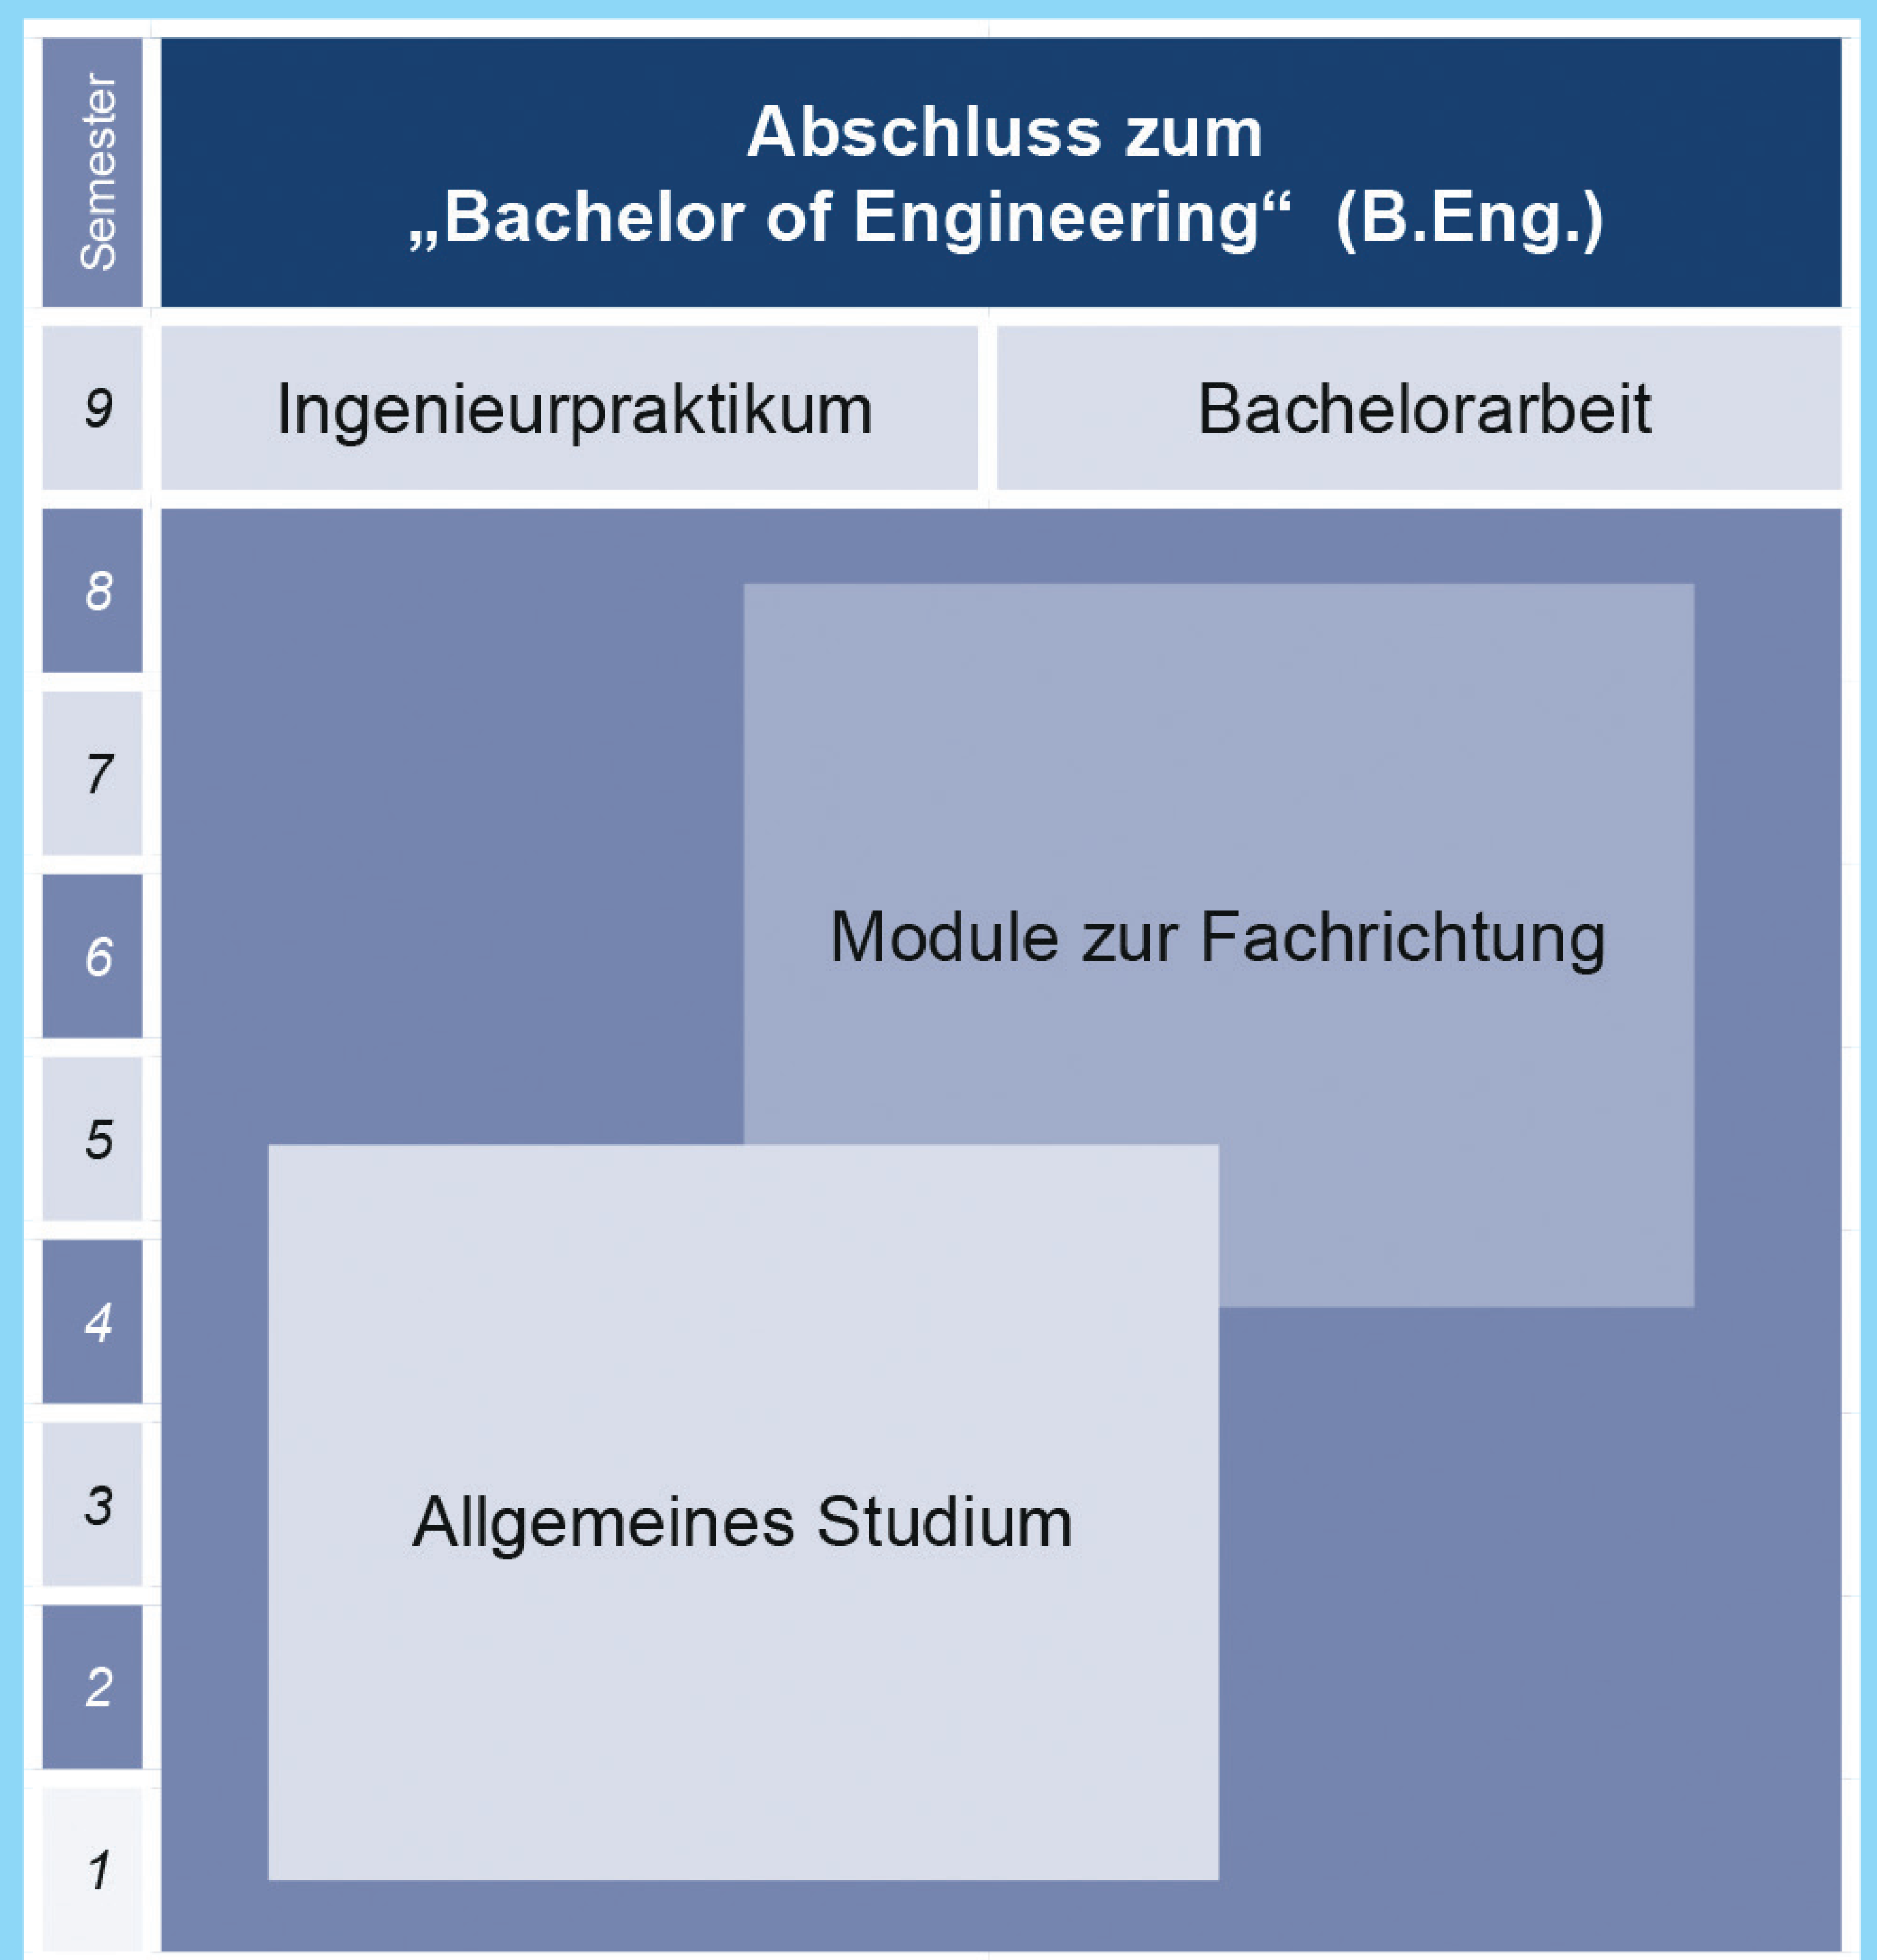 Semester
Abschluss zum
„Bachelor of Engineering“ (B.Eng.)
9
Ingenieurpraktikum
Bachelorarbeit
8
7
6
Module zur Fachrichtung
5
4
3
Allgemeines Studium
2
1